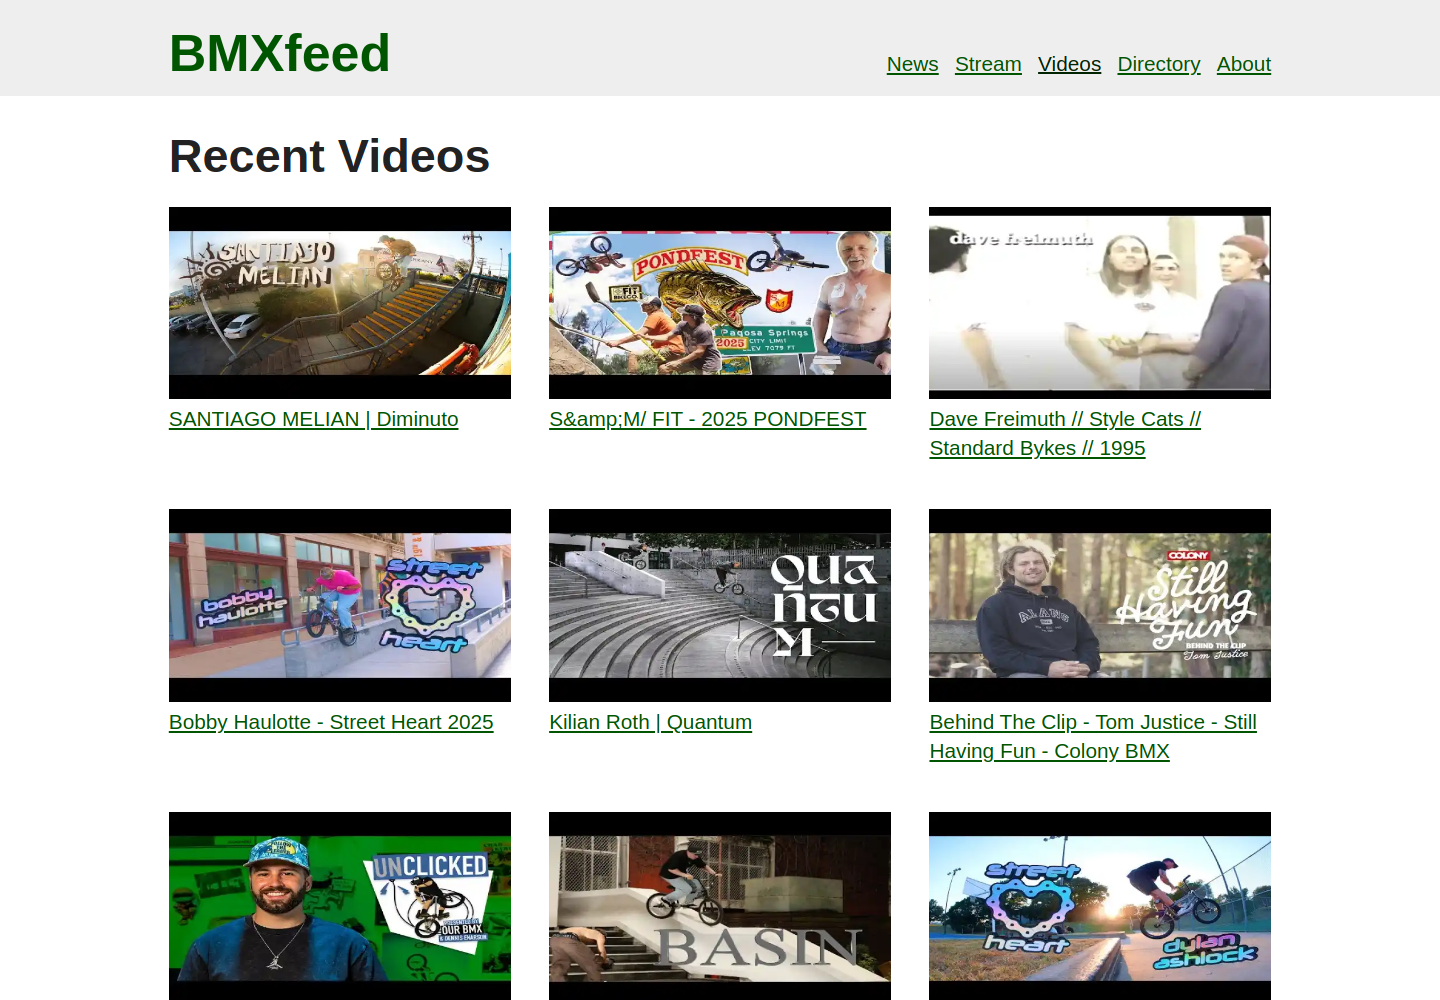 BMXfeed
News Stream Videos Directory About
Recent Videos
SANTIAGO
MELIAN
PONDFEST
FIT
BIKE CO.
Pagosa Springs
CITY LIMIT
ELEV 7079 FT
2025
dave freimuth
SANTIAGO MELIAN | Diminuto
S&amp;M/ FIT - 2025 PONDFEST
Dave Freimuth // Style Cats //
Standard Bykes // 1995
bobby
haulotte
street
heart
QUA
NTU
M
COLONY
Still
Having
Fun
BEHIND THE CLIP
Tom Justice
Bobby Haulotte - Street Heart 2025
Kilian Roth | Quantum
Behind The Clip - Tom Justice - Still
Having Fun - Colony BMX
UNCLICKED
PRESENTED BY
OUR BMX
& DENNIS ENARSON
BASIN
street
heart
dylan
ashlock